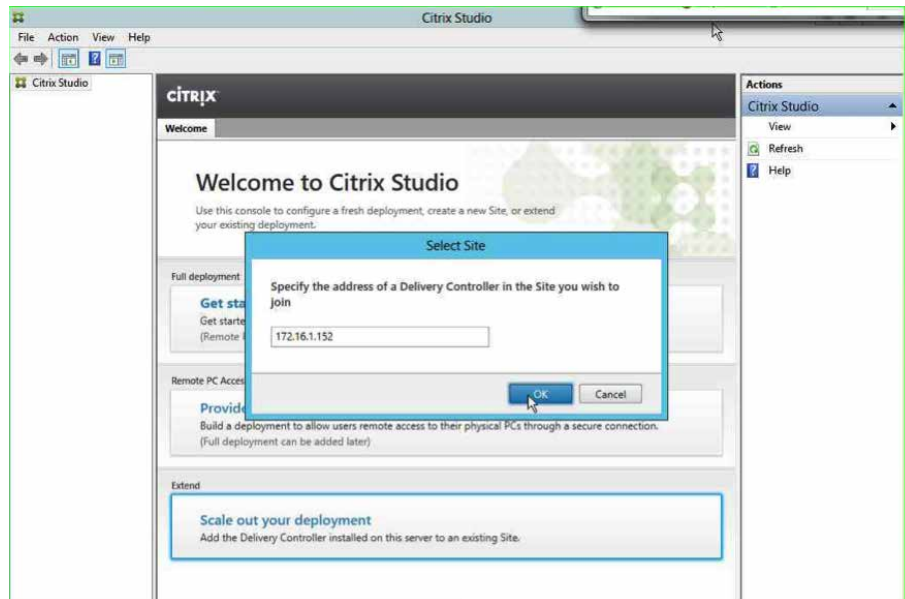 Citrix Studio
File Action View Help
Citrix Studio
CİTRIX
Welcome
Welcome to Citrix Studio
Use this console to configure a fresh deployment, create a new Site, or extend
your existing deployment.
Full deployment
Get sta
Get starte
(Remote
Select Site
Specify the address of a Delivery Controller in the Site you wish to
join
172.16.1.152
OK Cancel
Remote PC Acces
Provide
Build a deployment to allow users remote access to their physical PCs through a secure connection.
(Full deployment can be added later)
Extend
Scale out your deployment
Add the Delivery Controller installed on this server to an existing Site.
Actions
Citrix Studio
View
Refresh
Help